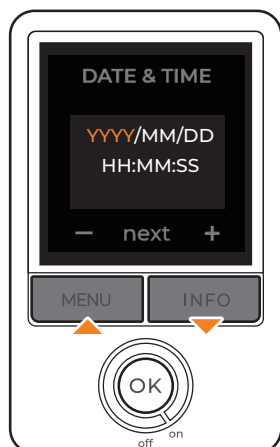 DATE & TIME
YYYY/MM/DD
HH:MM:SS
− next +
MENU INFO
OK
off on